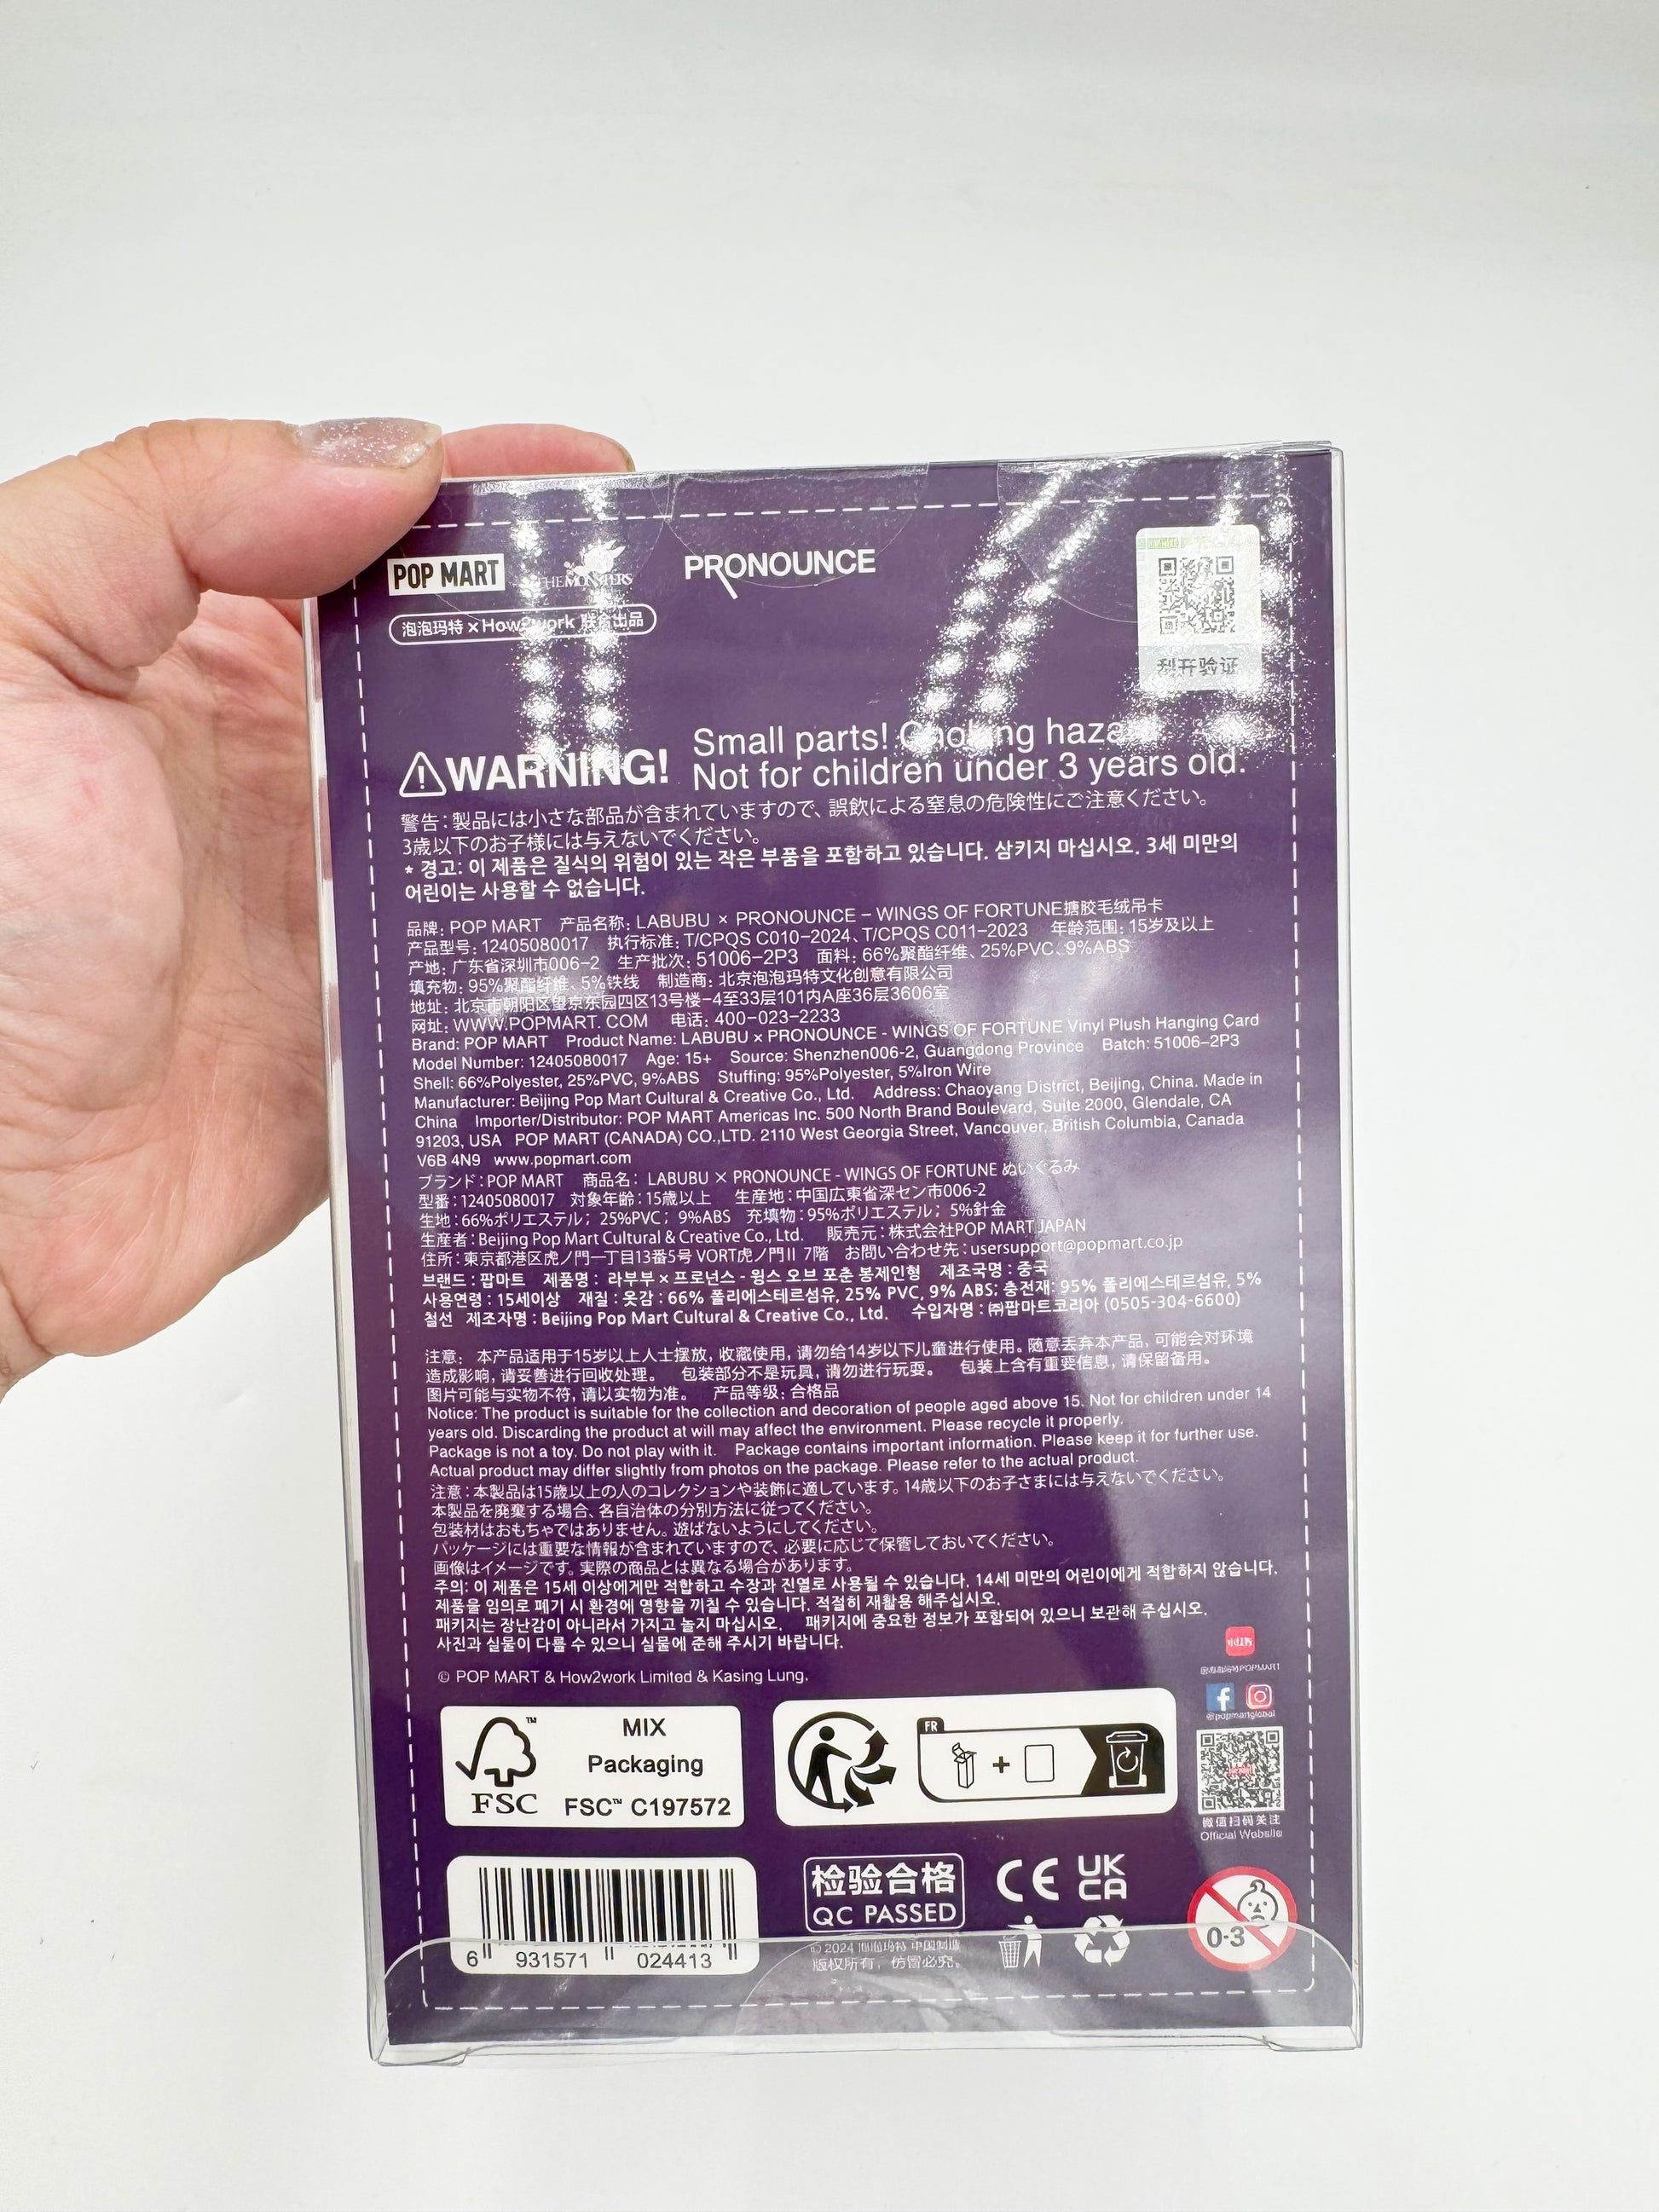 POP MART THE MONSTERS PRONOUNCE
泡泡玛特 × How2work 联合出品
刮开验证
WARNING!
Small parts! Choking
Not for children under 3 years old.
警告:製品には小さな部品が含まれていますので、誤飲による窒息の危険性にご注意ください。
3歳以下のお子様には与えないでください。
* 경고: 이 제품은 질식의 위험이 있는 작은 부품을 포함하고 있습니다. 삼키지 마십시오. 3세 미만의
어린이는 사용할 수 없습니다.
品牌: POP MART 产品名称: LABUBU × PRONOUNCE – WINGS OF FORTUNE搪胶毛绒吊卡
产品型号: 12405080017 执行标准: T/CPQS C010-2024、T/CPQS C011-2023 年龄范围: 15岁及以上
产地: 广东省深圳市006-2 生产批次: 51006-2P3 面料: 66%聚酯纤维、25%PVC、9%ABS
填充物: 95%聚酯纤维、5%铁线 制造商: 北京泡泡玛特文化创意有限公司
地址: 北京市朝阳区望京东园四区13号楼-4至33层101内A座36层3606室
网址: WWW.POPMART. COM 电话: 400-023-2233
Brand: POP MART Product Name: LABUBU × PRONOUNCE - WINGS OF FORTUNE Vinyl Plush Hanging Card
Model Number: 12405080017 Age: 15+ Source: Shenzhen006-2, Guangdong Province Batch: 51006-2P3
Shell: 66%Polyester, 25%PVC, 9%ABS Stuffing: 95%Polyester, 5%Iron Wire
Manufacturer: Beijing Pop Mart Cultural & Creative Co., Ltd. Address: Chaoyang District, Beijing, China. Made in
China Importer/Distributor: POP MART Americas Inc. 500 North Brand Boulevard, Suite 2000, Glendale, CA
91203, USA POP MART (CANADA) CO.,LTD. 2110 West Georgia Street, Vancouver, British Columbia, Canada
V6B 4N9 www.popmart.com
ブランド:POP MART 商品名: LABUBU × PRONOUNCE - WINGS OF FORTUNE ぬいぐるみ
型番:12405080017 対象年齢:15歳以上 生産地:中国広東省深セン市006-2
生地:66%ポリエステル; 25%PVC; 9%ABS 充填物:95%ポリエステル; 5%針金
生産者:Beijing Pop Mart Cultural & Creative Co., Ltd. 販売元:株式会社POP MART JAPAN
住所:東京都港区虎ノ門一丁目13番5号 VORT虎ノ門II 7階 お問い合わせ先:usersupport@popmart.co.jp
브랜드:팝마트 제품명: 라부부×프로넌스 - 윙스 오브 포춘 봉제인형 제조국명:중국
사용연령:15세이상 재질:옷감:66% 폴리에스테르섬유, 25% PVC, 9% ABS; 충전재: 95% 폴리에스테르섬유, 5%
철선 제조자명:Beijing Pop Mart Cultural & Creative Co., Ltd. 수입자명:㈜팝마트코리아 (0505-304-6600)
注意: 本产品适用于15岁以上人士摆放, 收藏使用, 请勿给14岁以下儿童进行使用。随意丢弃本产品, 可能会对环境
造成影响, 请妥善进行回收处理。 包装部分不是玩具, 请勿进行玩耍。 包装上含有重要信息, 请保留备用。
图片可能与实物不符, 请以实物为准。 产品等级: 合格品
Notice: The product is suitable for the collection and decoration of people aged above 15. Not for children under 14
years old. Discarding the product at will may affect the environment. Please recycle it properly.
Package is not a toy. Do not play with it. Package contains important information. Please keep it for further use.
Actual product may differ slightly from photos on the package. Please refer to the actual product.
注意:本製品は15歳以上の人のコレクションや装飾に適しています。14歳以下のお子さまには与えないでください。
本製品を廃棄する場合、各自治体の分別方法に従ってください。
包装材はおもちゃではありません。遊ばないようにしてください。
パッケージには重要な情報が含まれていますので、必要に応じて保管しておいてください。
画像はイメージです。実際の商品とは異なる場合があります。
주의: 이 제품은 15세 이상에게만 적합하고 수장과 진열로 사용될 수 있습니다. 14세 미만의 어린이에게 적합하지 않습니다.
제품을 임의로 폐기 시 환경에 영향을 끼칠 수 있습니다. 적절히 재활용 해주십시오.
패키지는 장난감이 아니라서 가지고 놀지 마십시오. 패키지에 중요한 정보가 포함되어 있으니 보관해 주십시오.
사진과 실물이 다를 수 있으니 실물에 준해 주시기 바랍니다.
© POP MART & How2work Limited & Kasing Lung.
小红书
@泡泡玛特POPMART
@popmartglobal
微信扫码关注
Official Website
FSC™
MIX
Packaging
FSC™ C197572
FR
6 931571 024413
检验合格
QC PASSED
© 2024 泡泡玛特 中国制造
版权所有, 仿冒必究。
CE UK
CA
0-3